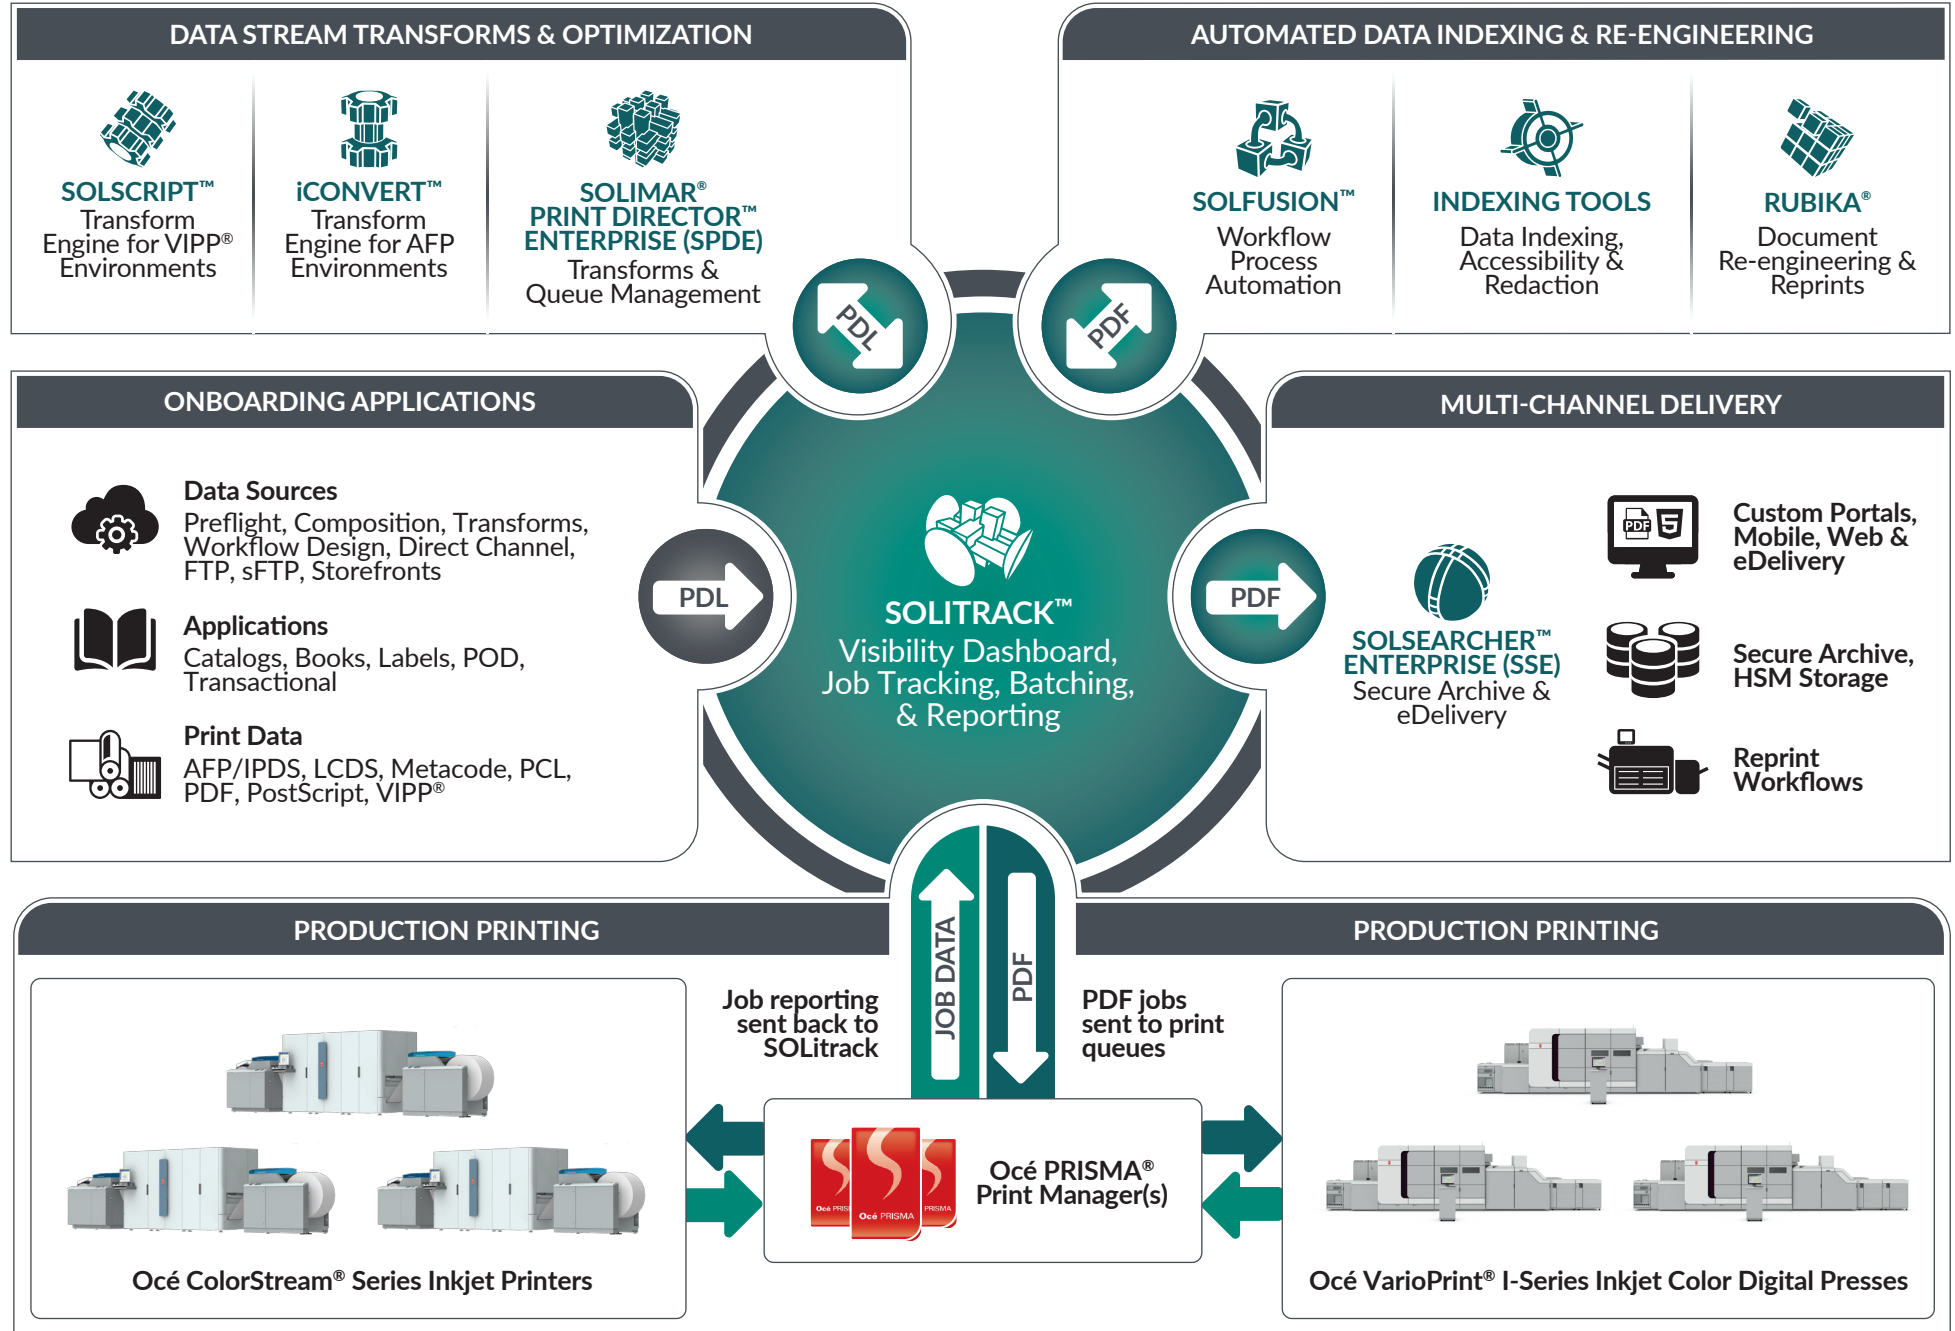 DATA STREAM TRANSFORMS & OPTIMIZATION
SOLSCRIPT™
Transform
Engine for VIPP®
Environments
iCONVERT™
Transform
Engine for AFP
Environments
SOLIMAR®
PRINT DIRECTOR™
ENTERPRISE (SPDE)
Transforms &
Queue Management
PDL
AUTOMATED DATA INDEXING & RE-ENGINEERING
SOLFUSION™
Workflow
Process
Automation
INDEXING TOOLS
Data Indexing,
Accessibility &
Redaction
RUBIKA®
Document
Re-engineering &
Reprints
PDF
ONBOARDING APPLICATIONS
Data Sources
Preflight, Composition, Transforms,
Workflow Design, Direct Channel,
FTP, sFTP, Storefronts
Applications
Catalogs, Books, Labels, POD,
Transactional
Print Data
AFP/IPDS, LCDS, Metacode, PCL,
PDF, PostScript, VIPP®
PDL
SOLITRACK™
Visibility Dashboard,
Job Tracking, Batching,
& Reporting
PDF
MULTI-CHANNEL DELIVERY
SOLSEARCHER™
ENTERPRISE (SSE)
Secure Archive &
eDelivery
PDF
5
Custom Portals,
Mobile, Web &
eDelivery
Secure Archive,
HSM Storage
Reprint
Workflows
PRODUCTION PRINTING
Job reporting
sent back to
SOLitrack
JOB DATA
PDF
PDF jobs
sent to print
queues
PRODUCTION PRINTING
Océ ColorStream® Series Inkjet Printers
Océ PRIS
Océ PRISMA
PRISMA
Océ PRISMA®
Print Manager(s)
Océ VarioPrint® I-Series Inkjet Color Digital Presses